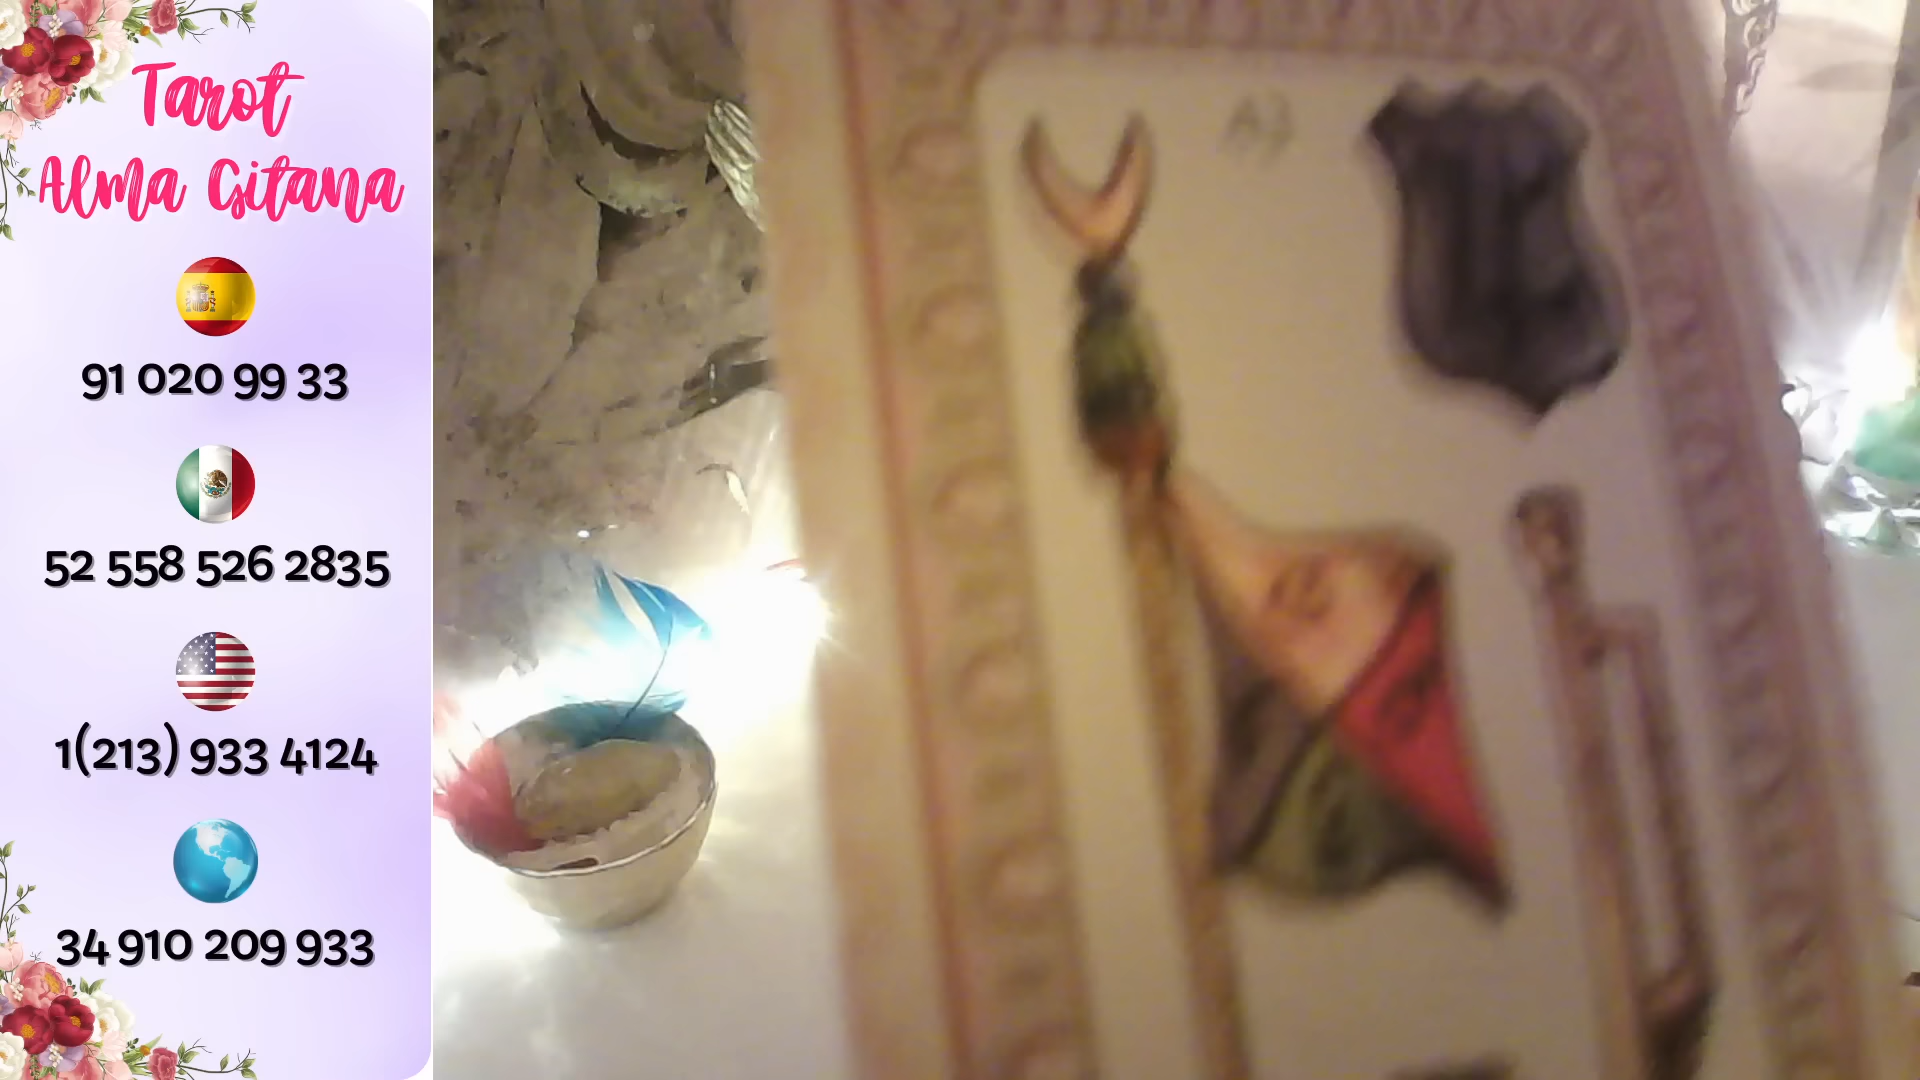 Tarot
Alma Gitana
91 020 99 33
52 558 526 2835
1(213) 933 4124
34 910 209 933